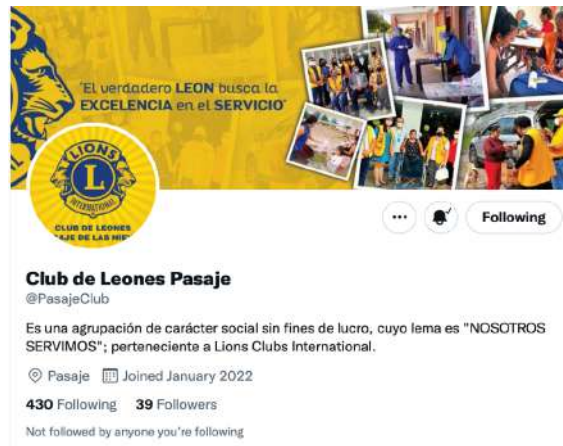 "El verdadero LEON busca la
EXCELENCIA en el SERVICIO"
LIONS
L
INTERNATIONAL
CLUB DE LEONES
Following
Club de Leones Pasaje
@PasajeClub
Es una agrupación de carácter social sin fines de lucro, cuyo lema es "NOSOTROS
SERVIMOS"; perteneciente a Lions Clubs International.
Pasaje Joined January 2022
430 Following 39 Followers
Not followed by anyone you're following